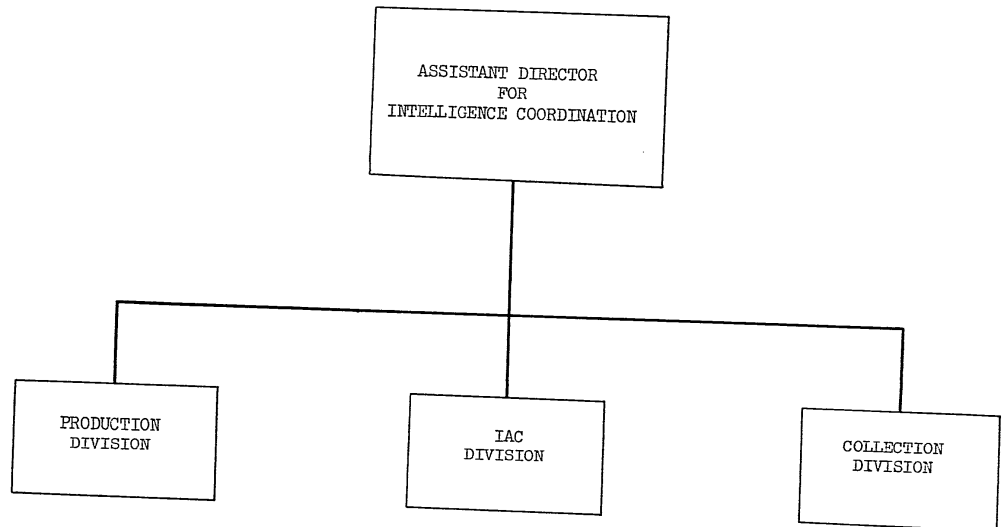 ASSISTANT DIRECTOR
FOR
INTELLIGENCE COORDINATION
PRODUCTION
DIVISION
IAC
DIVISION
COLLECTION
DIVISION